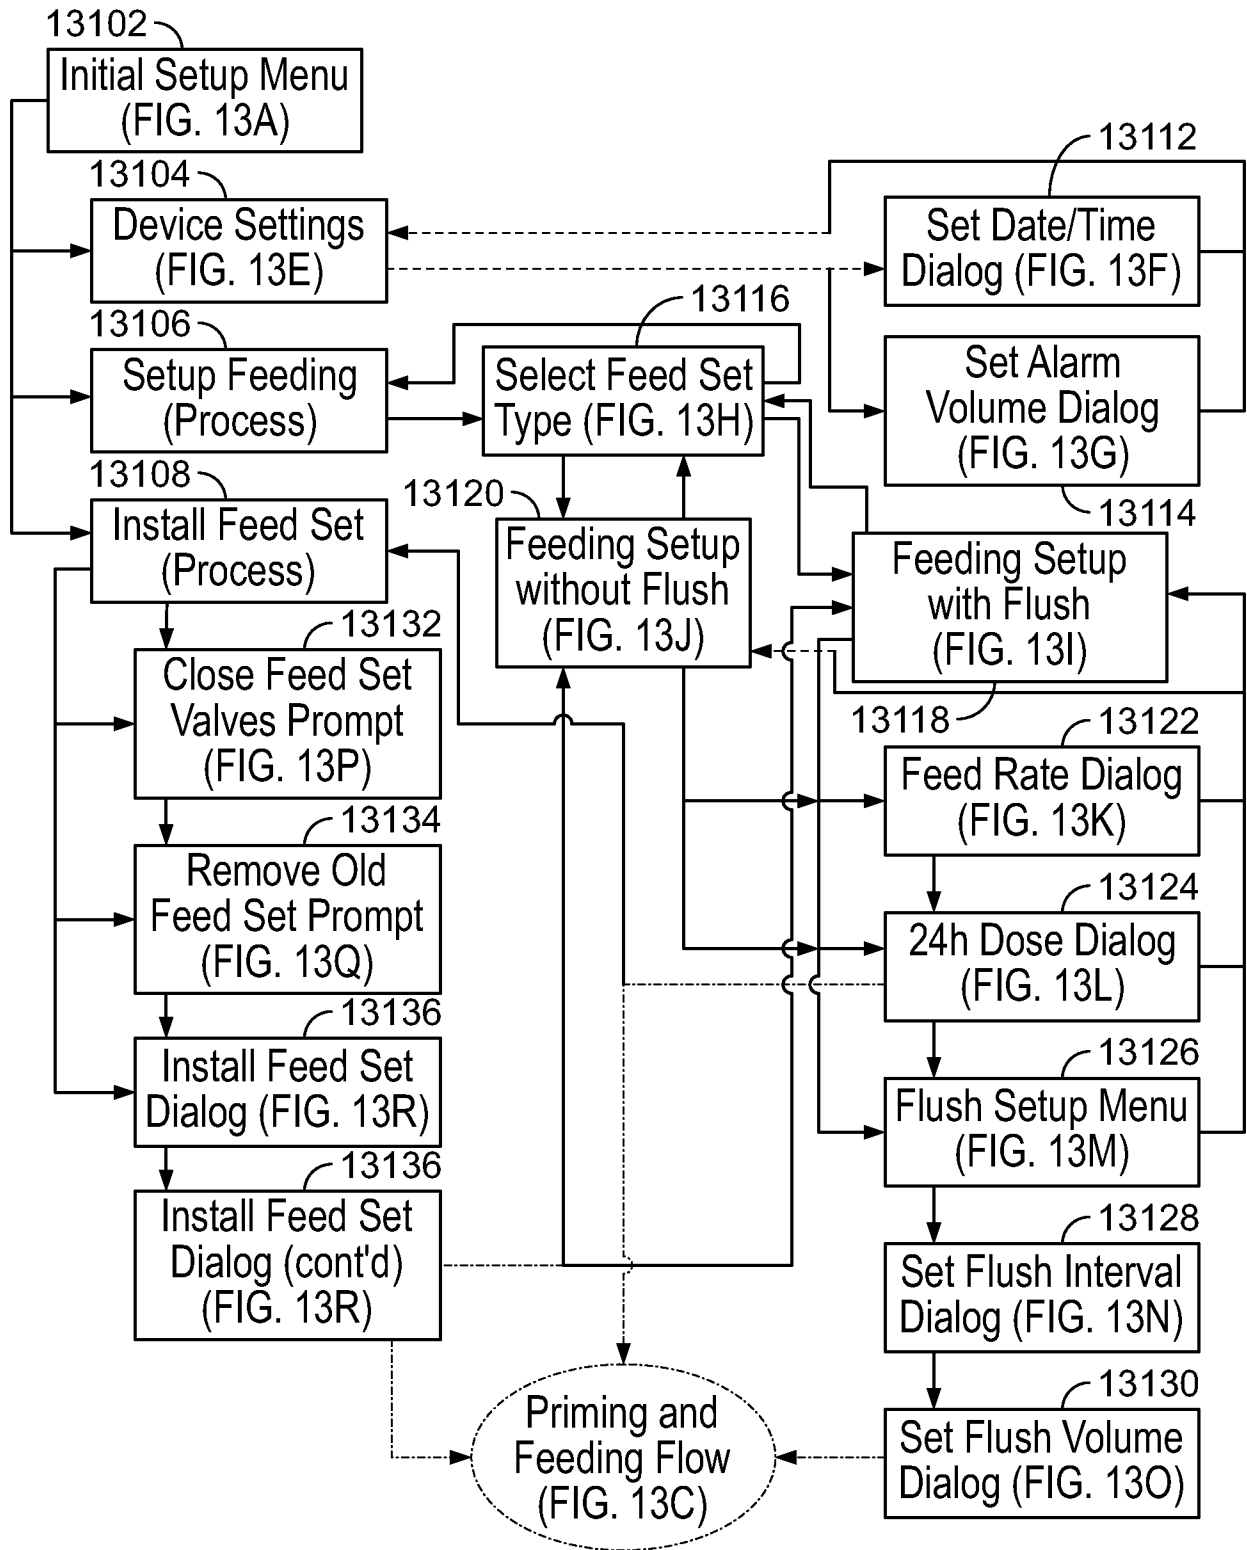 13102
Initial Setup Menu
(FIG. 13A)
13104
Device Settings
(FIG. 13E)
13106
Setup Feeding
(Process)
13108
Install Feed Set
(Process)
13132
Close Feed Set
Valves Prompt
(FIG. 13P)
13134
Remove Old
Feed Set Prompt
(FIG. 13Q)
13136
Install Feed Set
Dialog (FIG. 13R)
13136
Install Feed Set
Dialog (cont'd)
(FIG. 13R)
13116
Select Feed Set
Type (FIG. 13H)
13120
Feeding Setup
without Flush
(FIG. 13J)
Priming and
Feeding Flow
(FIG. 13C)
13112
Set Date/Time
Dialog (FIG. 13F)
Set Alarm
Volume Dialog
(FIG. 13G)
13114
Feeding Setup
with Flush
(FIG. 13I)
13118
13122
Feed Rate Dialog
(FIG. 13K)
13124
24h Dose Dialog
(FIG. 13L)
13126
Flush Setup Menu
(FIG. 13M)
13128
Set Flush Interval
Dialog (FIG. 13N)
13130
Set Flush Volume
Dialog (FIG. 13O)